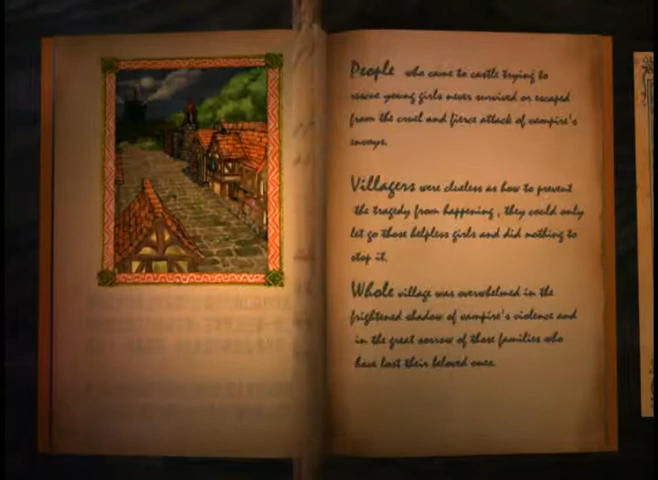 People who came to castle trying to
rescue young girls never survived or escaped
from the cruel and fierce attack of vampire's
envoys.
Villagers were clueless as how to prevent
the tragedy from happening , they could only
let go those helpless girls and did nothing to
stop it.
Whole village was overwhelmed in the
frightened shadow of vampire's violence and
in the great sorrow of those families who
have lost their beloved ones.